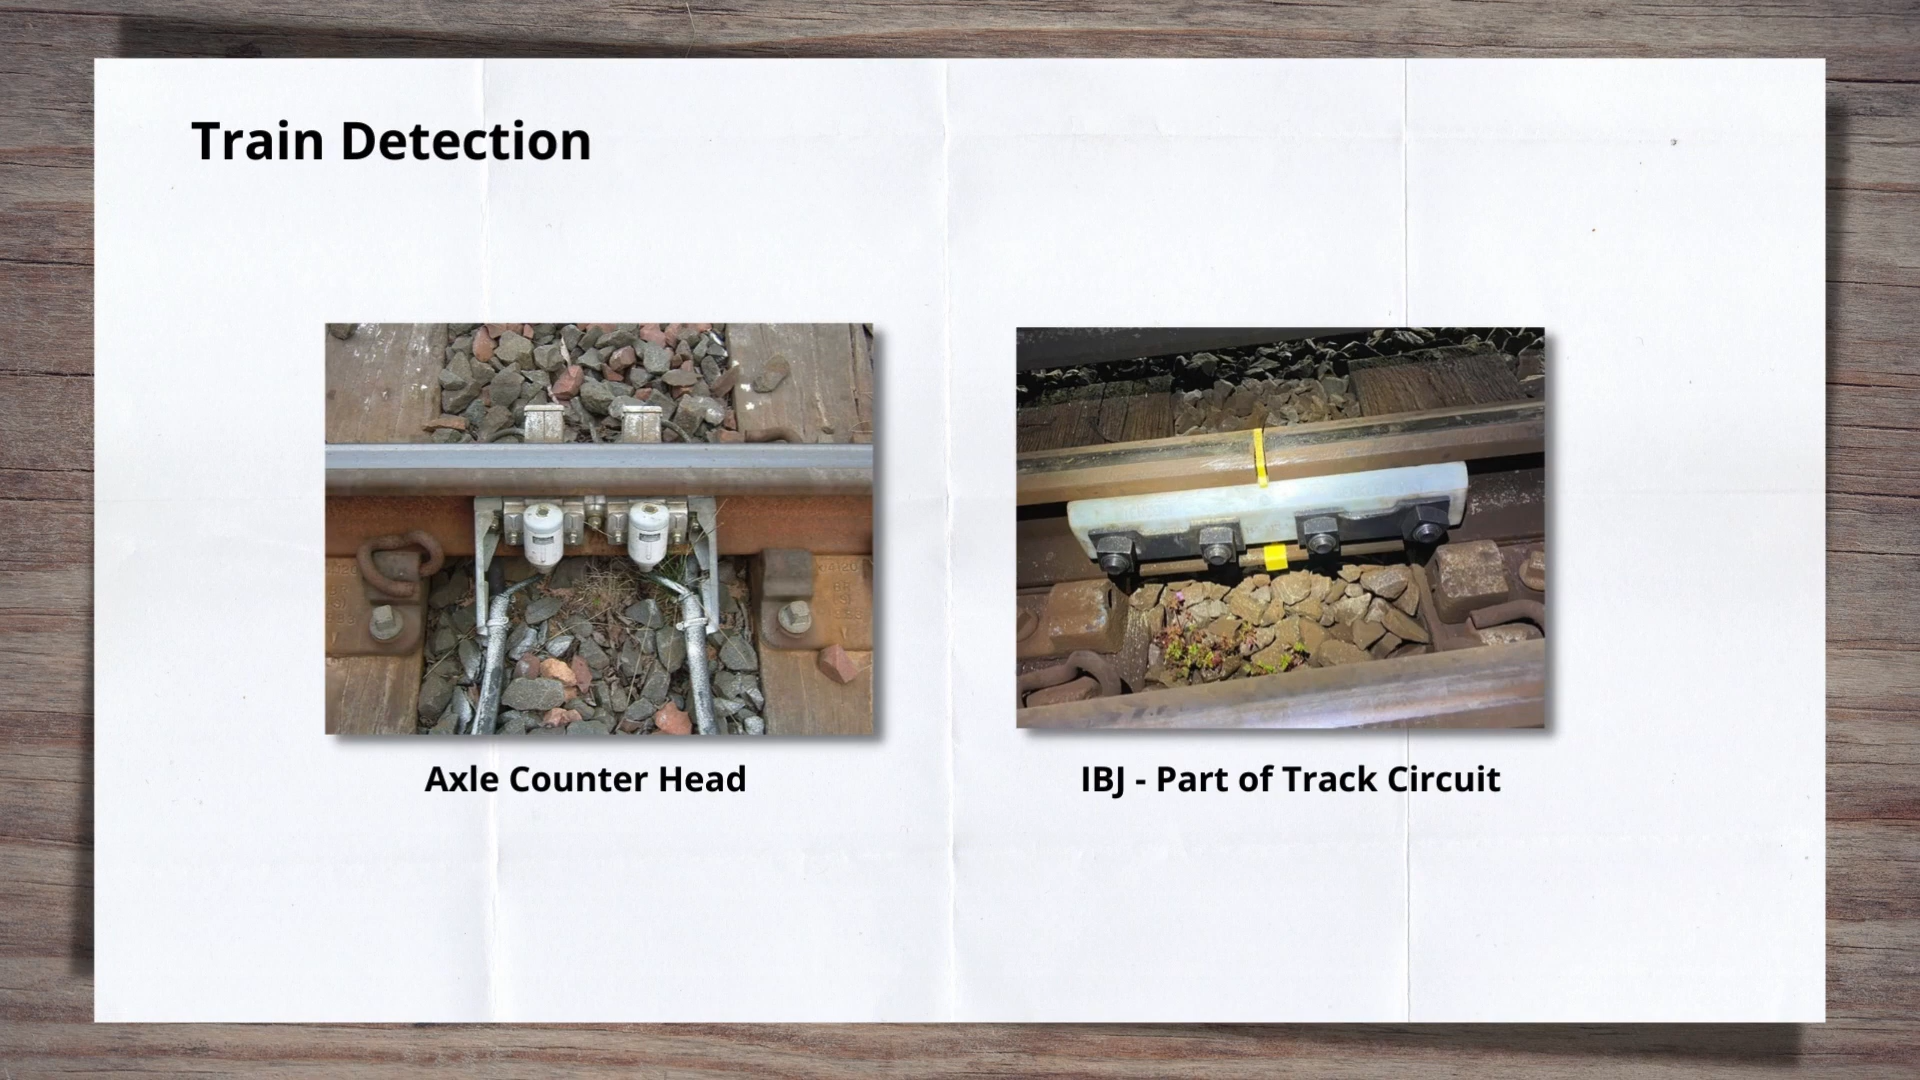 Train Detection
Axle Counter Head
IBJ - Part of Track Circuit